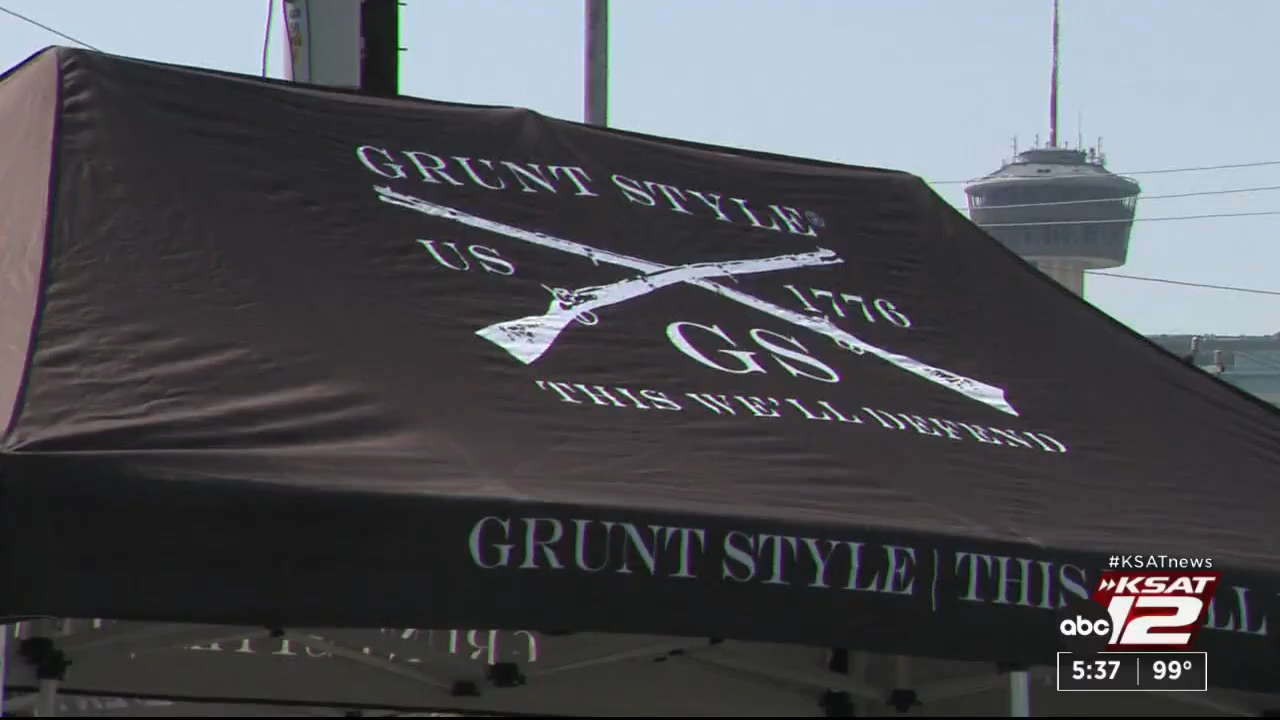 GRUNT STYLE®
US
1776
GS
THIS WE'LL DEFEND
GRUNT STYLE | THIS
LL
#KSATnews
KSAT
abc 12
5:37 | 99°